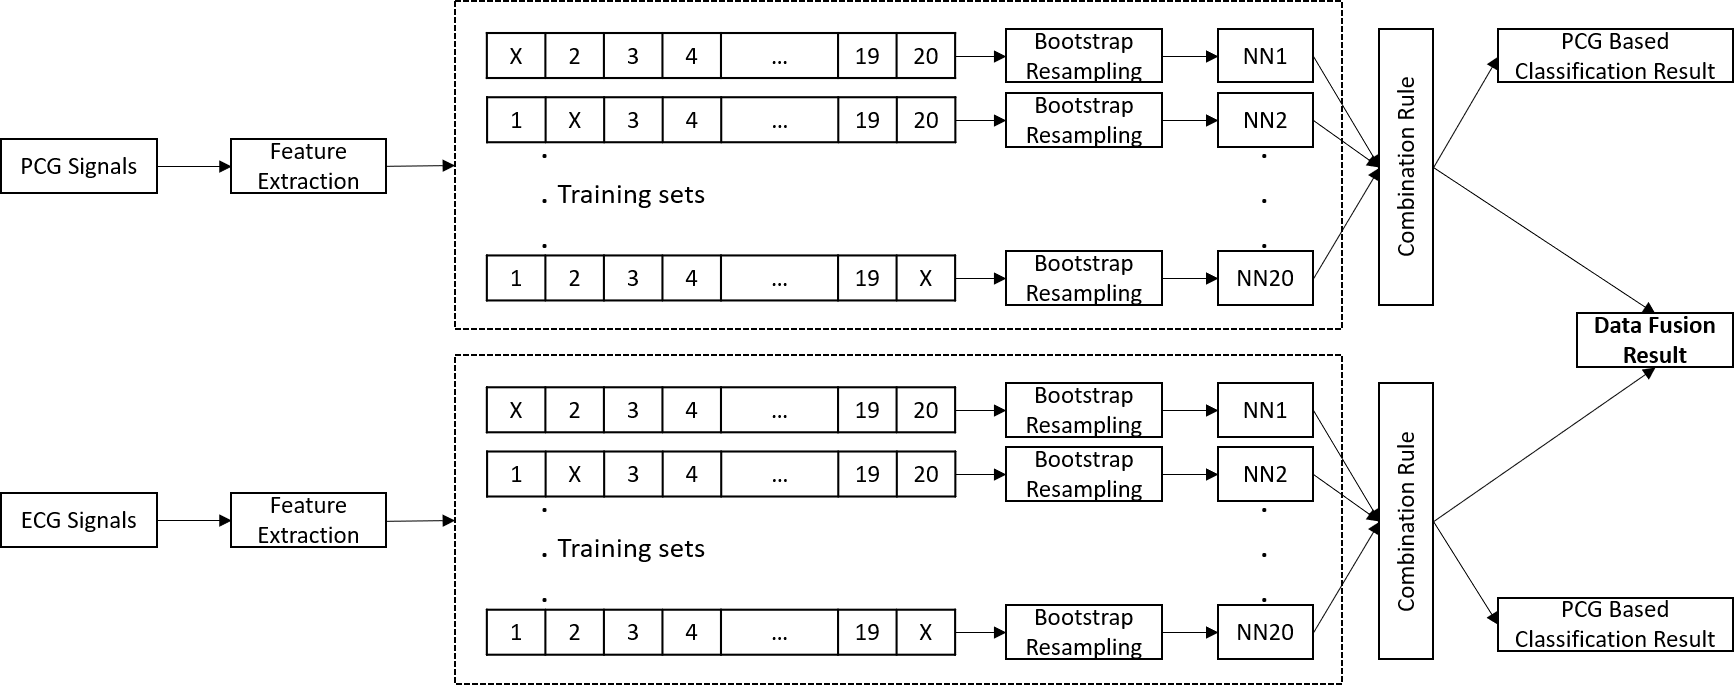 PCG Signals
Feature
Extraction
X 2 3 4 ... 19 20
Bootstrap
Resampling
NN1
1 X 3 4 ... 19 20
Bootstrap
Resampling
NN2
.
. Training sets
.
.
.
.
1 2 3 4 ... 19 X
Bootstrap
Resampling
NN20
Combination Rule
PCG Based
Classification Result
Data Fusion
Result
ECG Signals
Feature
Extraction
X 2 3 4 ... 19 20
Bootstrap
Resampling
NN1
1 X 3 4 ... 19 20
Bootstrap
Resampling
NN2
.
. Training sets
.
.
.
.
1 2 3 4 ... 19 X
Bootstrap
Resampling
NN20
Combination Rule
PCG Based
Classification Result